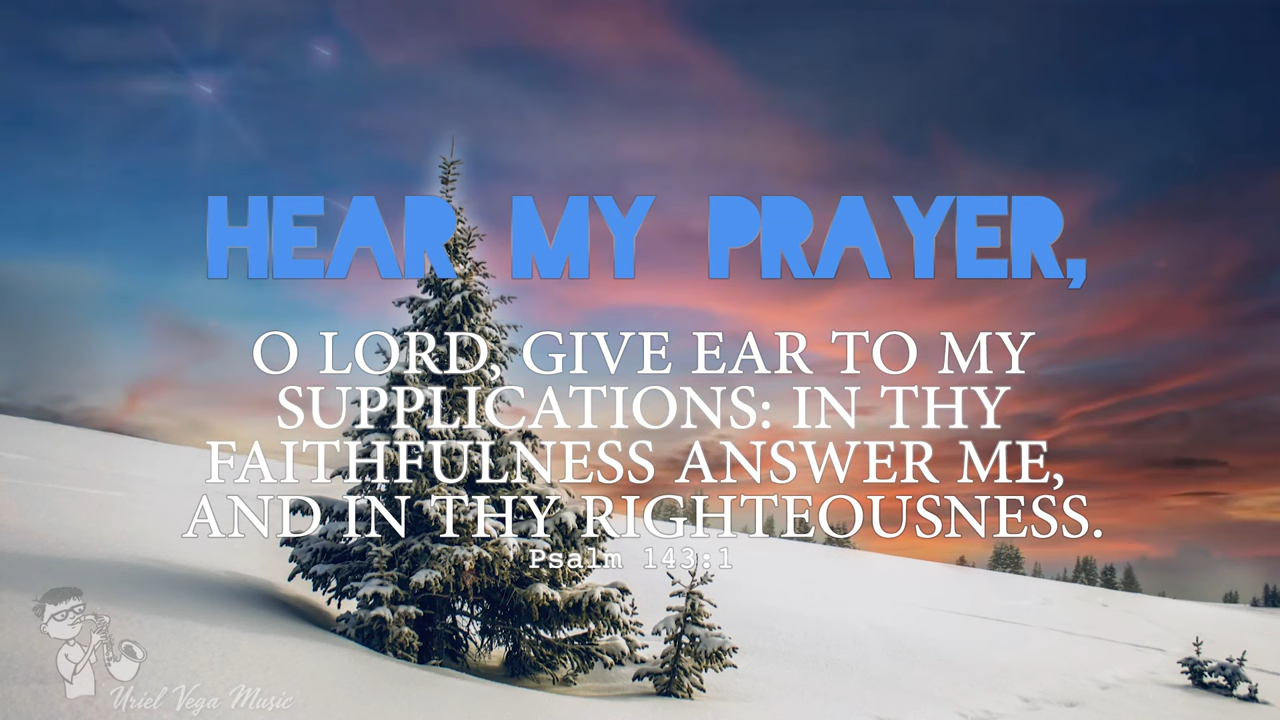 HEAR MY PRAYER,
O LORD, GIVE EAR TO MY
SUPPLICATIONS: IN THY
FAITHFULNESS ANSWER ME,
AND IN THY RIGHTEOUSNESS.
Psalm 143:1
Uriel Vega Music